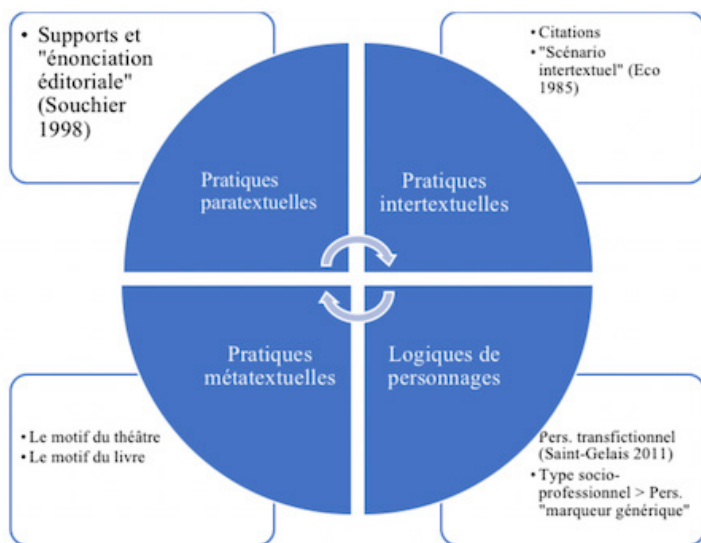 • Supports et
"énonciation
éditoriale"
(Souchier
1998)
• Citations
• "Scénario
intertextuel" (Eco
1985)
Pratiques
paratextuelles
Pratiques
intertextuelles
Pratiques
métatextuelles
Logiques de
personnages
• Le motif du théâtre
• Le motif du livre
Pers. transfictionnel
(Saint-Gelais 2011)
• Type socio-
professionnel > Pers.
"marqueur générique"